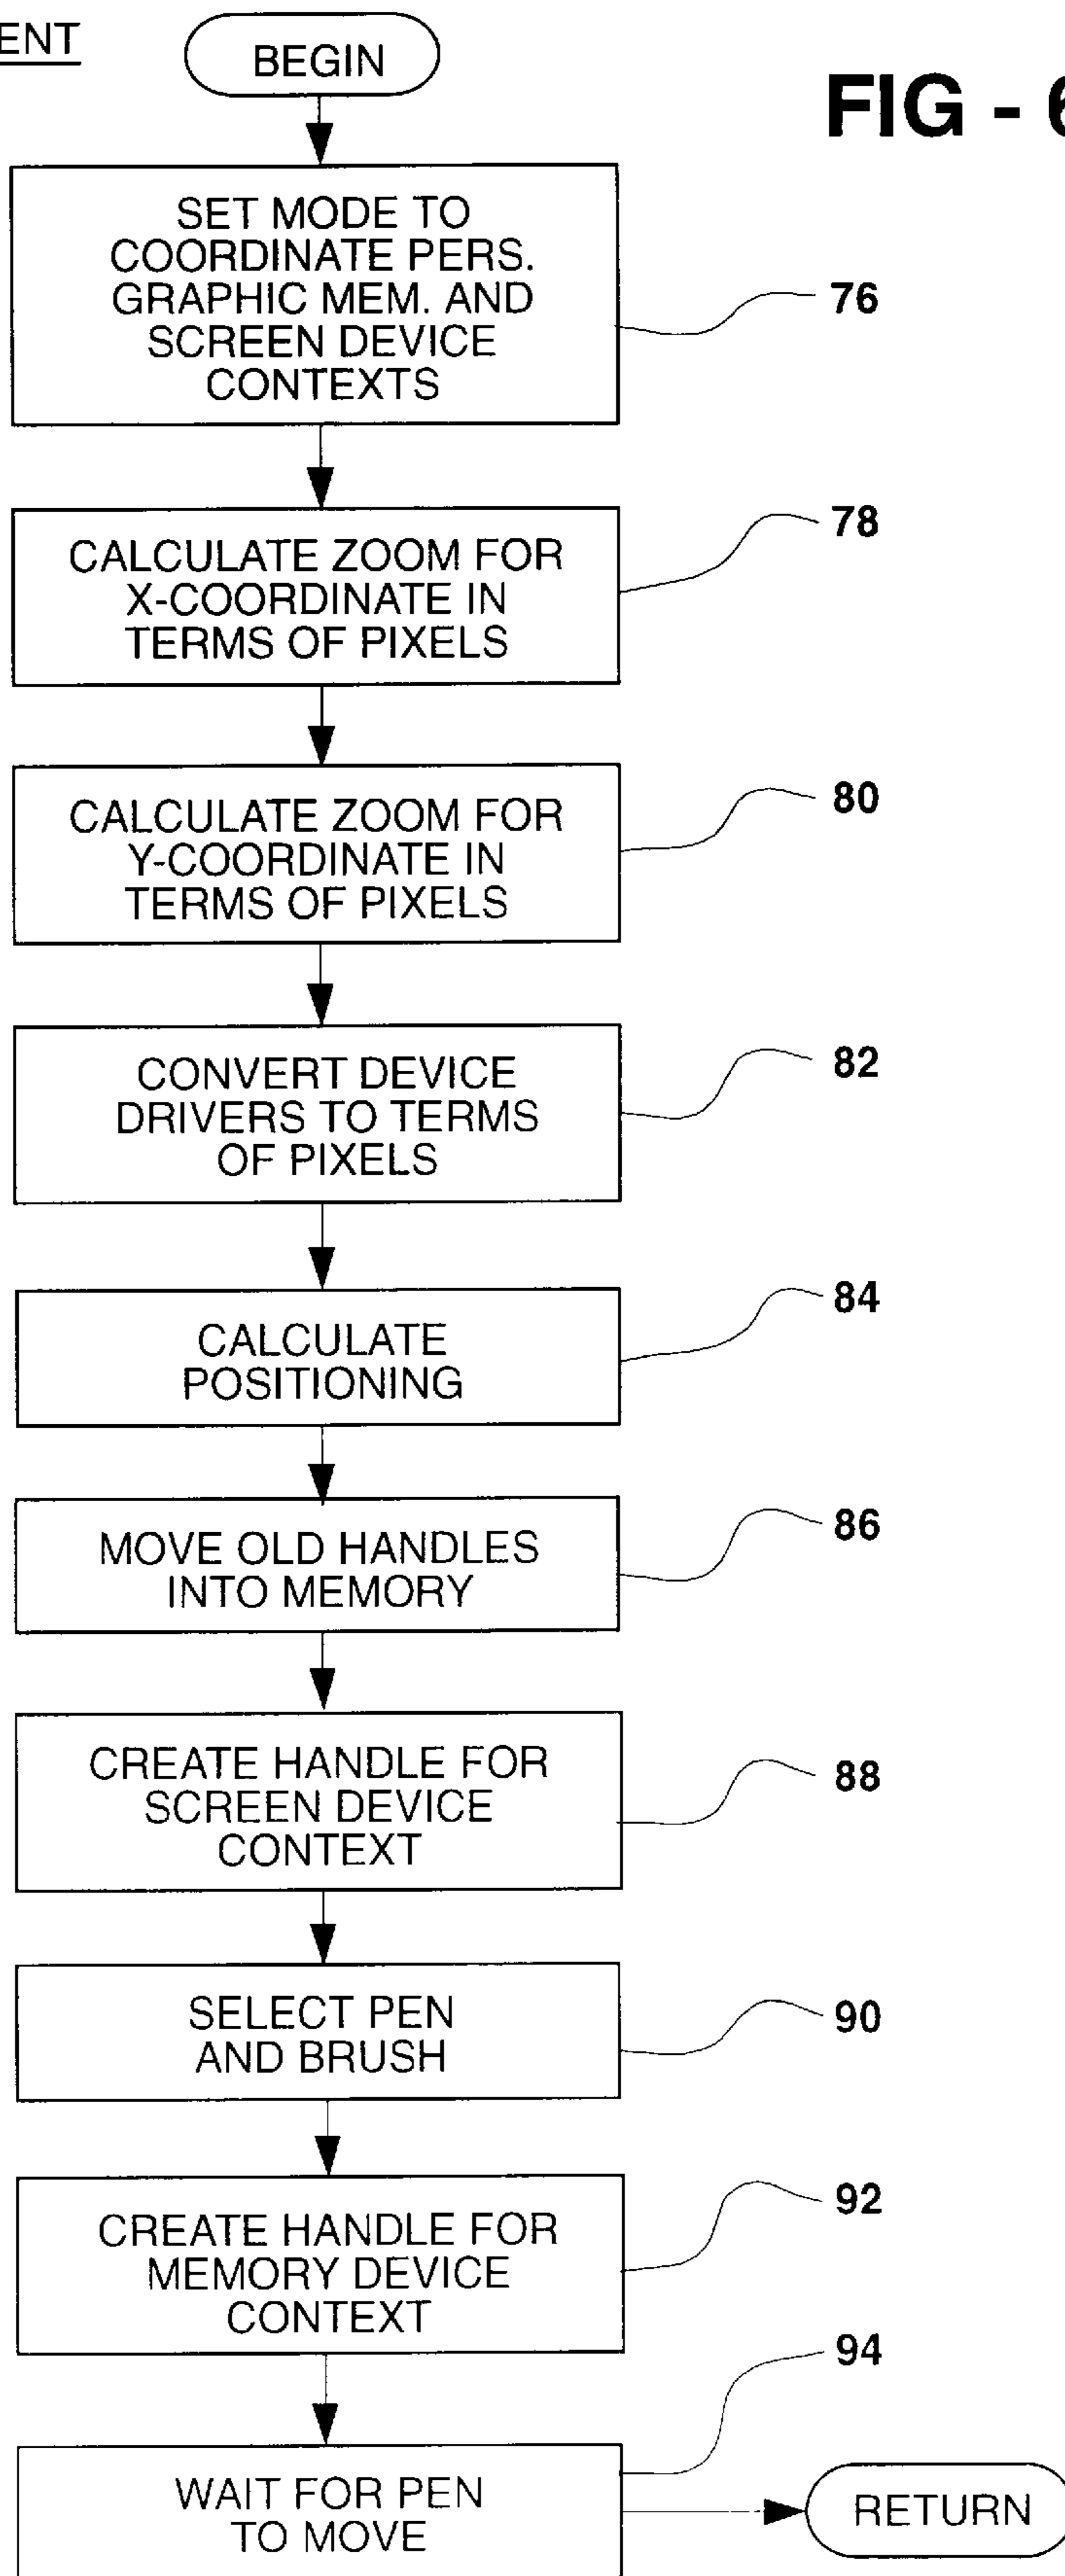 ENT
BEGIN
FIG - 6
SET MODE TO
COORDINATE PERS.
GRAPHIC MEM. AND
SCREEN DEVICE
CONTEXTS
76
CALCULATE ZOOM FOR
X-COORDINATE IN
TERMS OF PIXELS
78
CALCULATE ZOOM FOR
Y-COORDINATE IN
TERMS OF PIXELS
80
CONVERT DEVICE
DRIVERS TO TERMS
OF PIXELS
82
CALCULATE
POSITIONING
84
MOVE OLD HANDLES
INTO MEMORY
86
CREATE HANDLE FOR
SCREEN DEVICE
CONTEXT
88
SELECT PEN
AND BRUSH
90
CREATE HANDLE FOR
MEMORY DEVICE
CONTEXT
92
94
WAIT FOR PEN
TO MOVE
RETURN